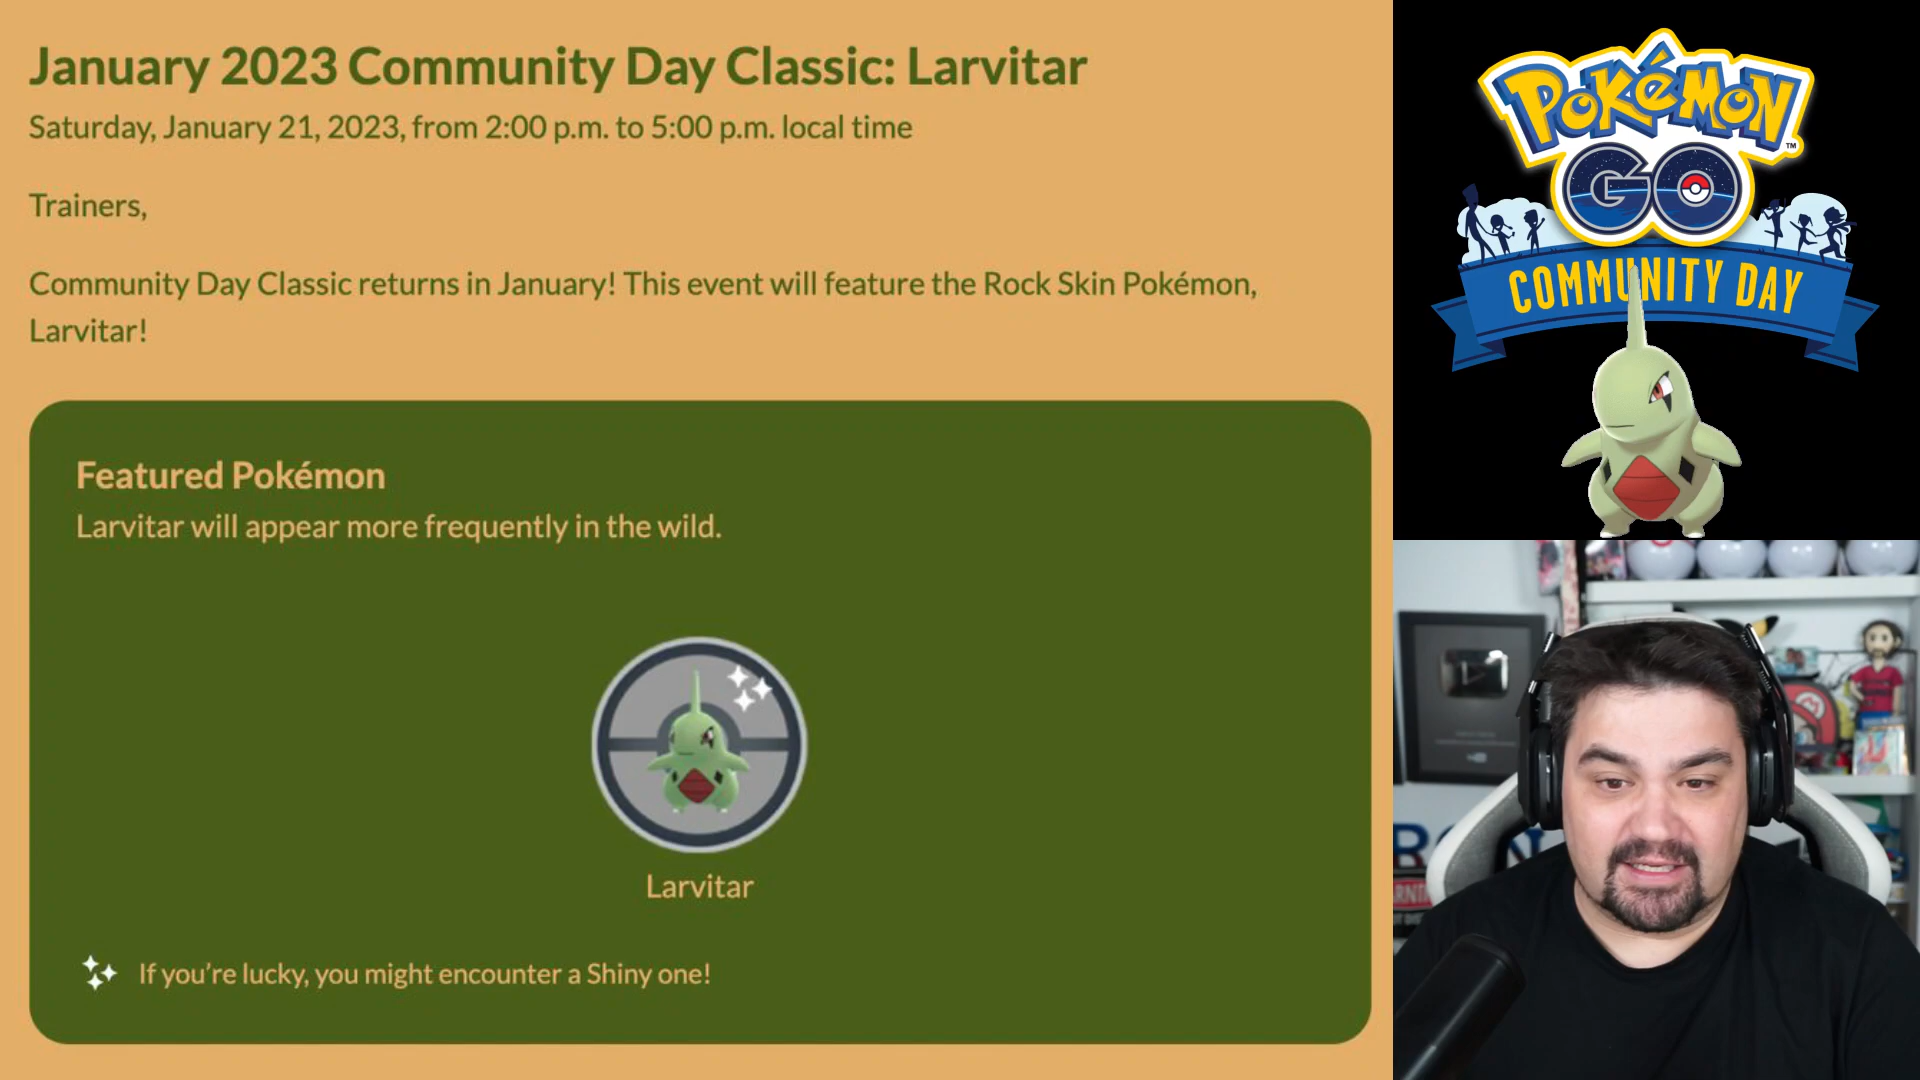 January 2023 Community Day Classic: Larvitar
Saturday, January 21, 2023, from 2:00 p.m. to 5:00 p.m. local time
Trainers,
Community Day Classic returns in January! This event will feature the Rock Skin Pokémon,
Larvitar!
Featured Pokémon
Larvitar will appear more frequently in the wild.
Larvitar
If you're lucky, you might encounter a Shiny one!
POKéMON
TM
GO
COMMUNITY DAY